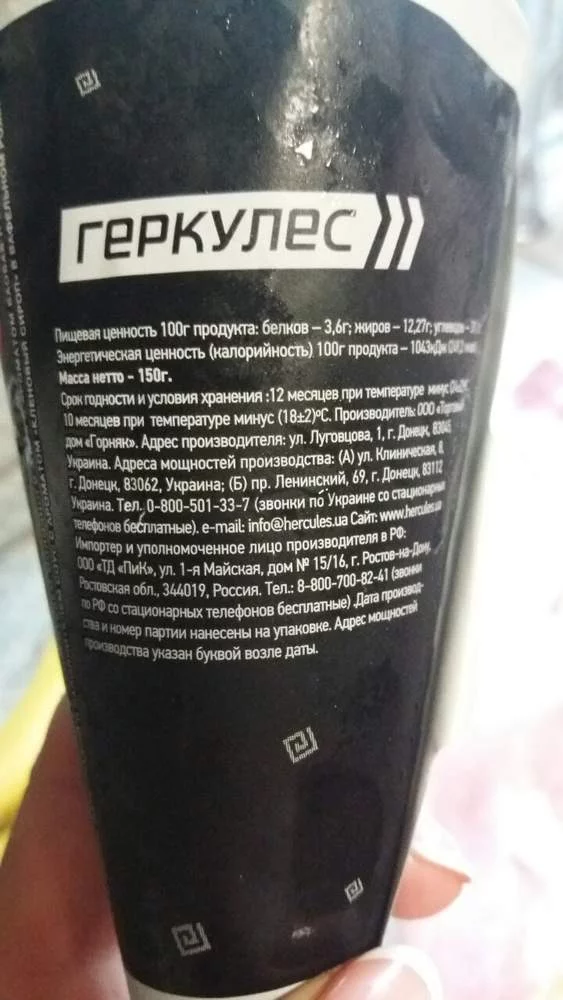 геркулес
Пищевая ценность 100г продукта: белков – 3,6г; жиров – 12,27г;
Энергетическая ценность (калорийность) 100г продукта – 1043кДж
Масса нетто - 150г.
Срок годности и условия хранения :12 месяцев при температуре минус
10 месяцев при температуре минус (18±2)ºС. Производитель: ООО «Торговый
дом «Горняк». Адрес производителя: ул. Луговцова, 1, г. Донецк,
Украина. Адреса мощностей производства: (А) ул. Клиническая, 8,
г. Донецк, 83062, Украина; (Б) пр. Ленинский, 69, г. Донецк, 83112
Украина. Тел. 0-800-501-33-7 (звонки по Украине со стационарных
телефонов бесплатные). e-mail: info@hercules.ua Сайт: www.hercules.ua
Импортер и уполномоченное лицо производителя в РФ:
ООО «ТД «ПиК», ул. 1-я Майская, дом № 15/16, г. Ростов-на-Дону,
Ростовская обл., 344019, Россия. Тел.: 8-800-700-82-41 (звонки
по РФ со стационарных телефонов бесплатные) .Дата производ-
ства и номер партии нанесены на упаковке. Адрес мощностей
производства указан буквой возле даты.